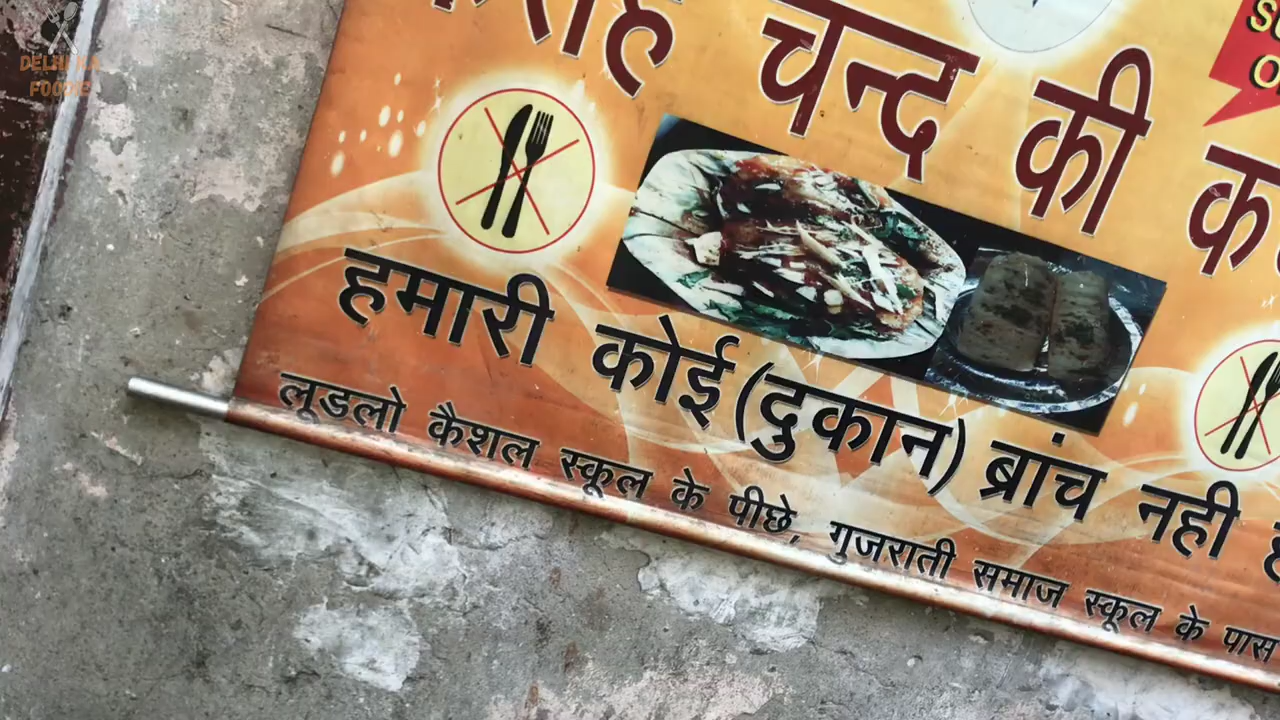 DELHI KA
FOODIE
चन्द की
हमारी कोई (दुकान) ब्रांच नही
लूडलो कैशल स्कूल के पीछे, गुजराती समाज स्कूल के पास